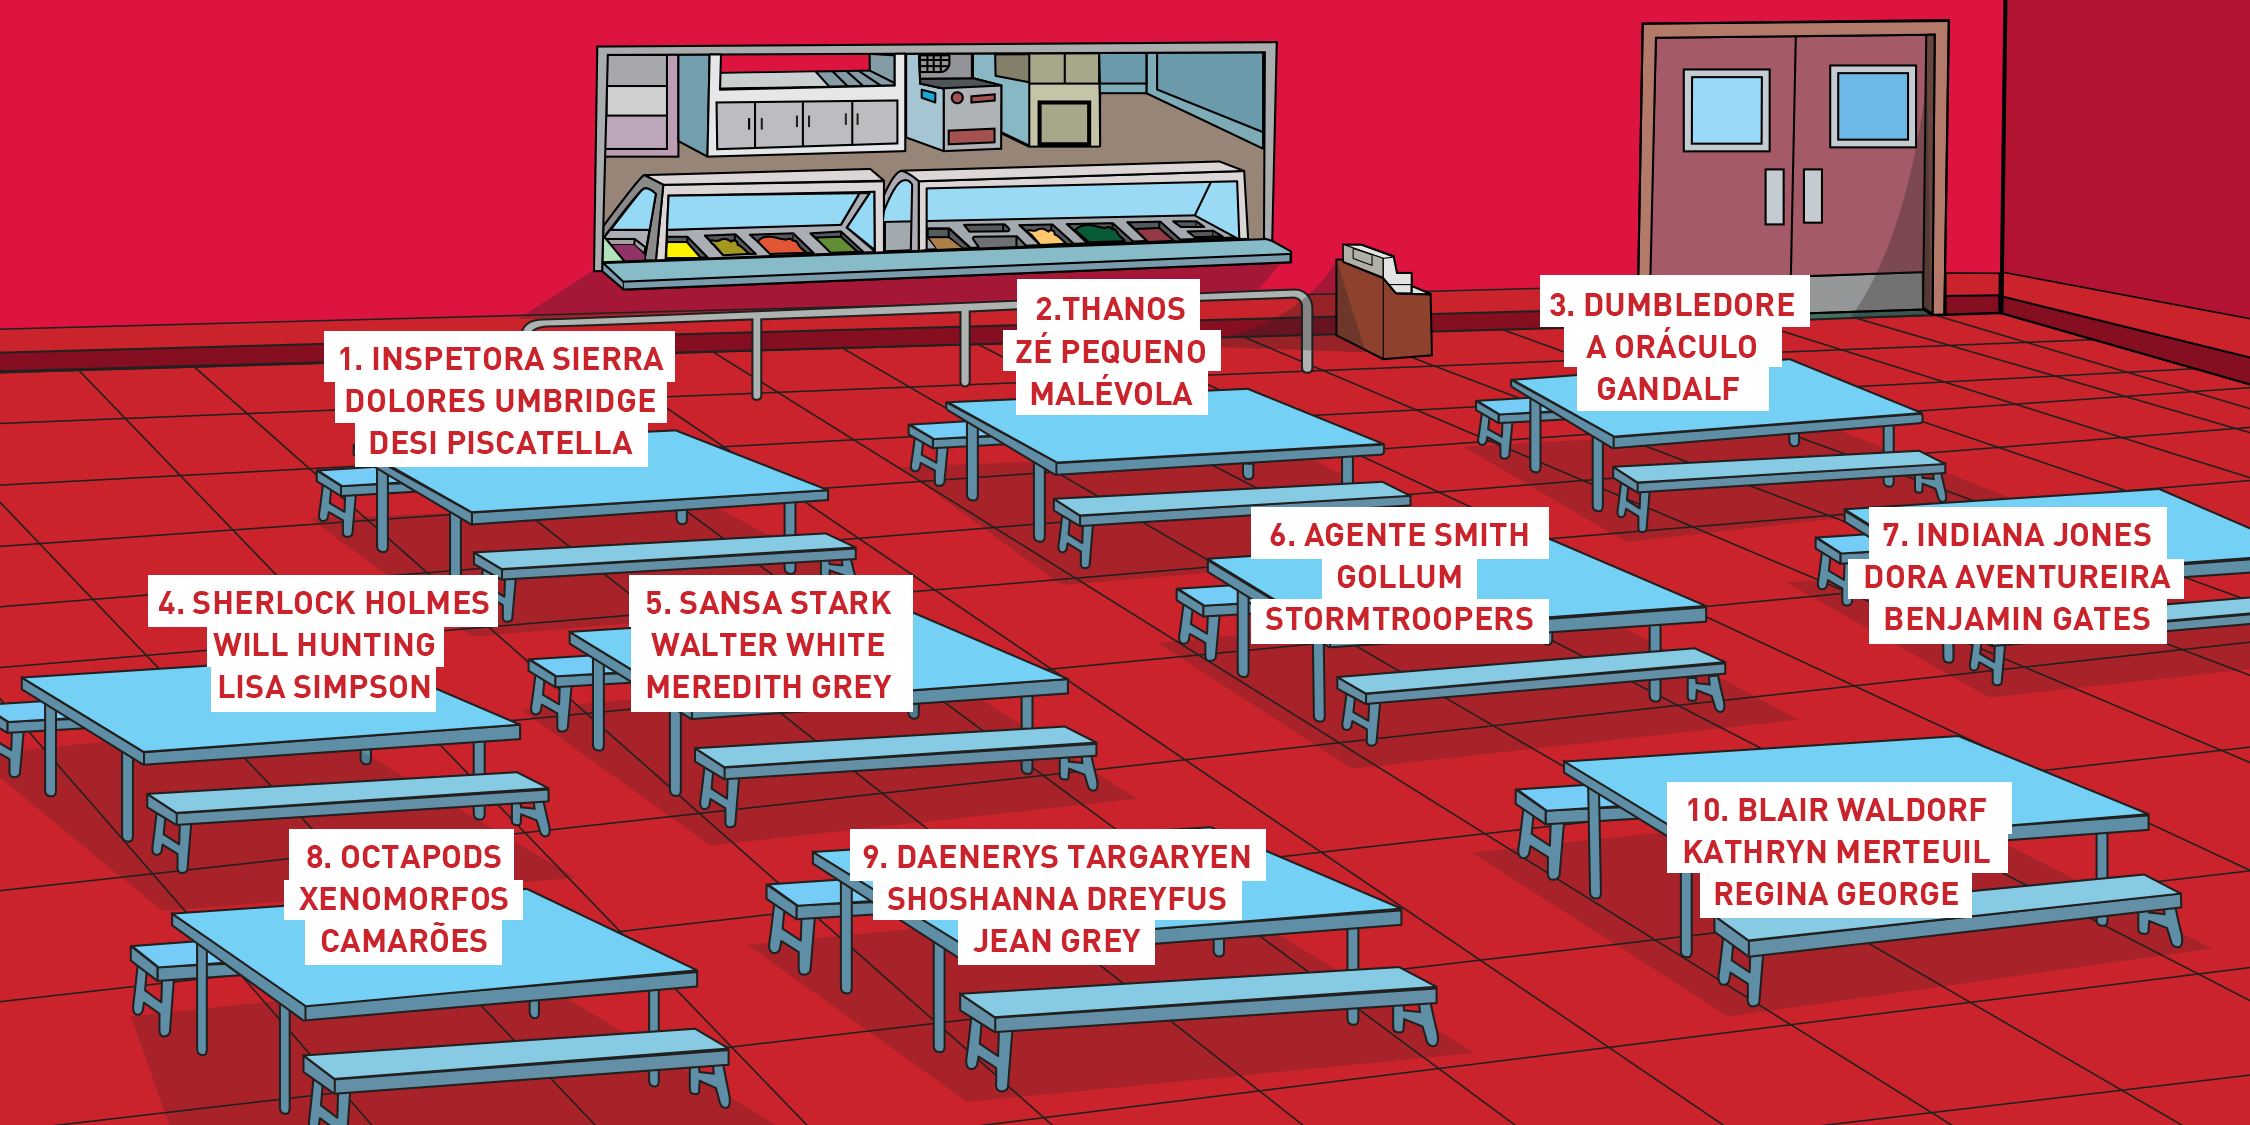 1. INSPETORA SIERRA
DOLORES UMBRIDGE
DESI PISCATELLA
2.THANOS
ZÉ PEQUENO
MALÉVOLA
3. DUMBLEDORE
A ORÁCULO
GANDALF
4. SHERLOCK HOLMES
WILL HUNTING
LISA SIMPSON
5. SANSA STARK
WALTER WHITE
MEREDITH GREY
6. AGENTE SMITH
GOLLUM
STORMTROOPERS
7. INDIANA JONES
DORA AVENTUREIRA
BENJAMIN GATES
8. OCTAPODS
XENOMORFOS
CAMARÕES
9. DAENERYS TARGARYEN
SHOSHANNA DREYFUS
JEAN GREY
10. BLAIR WALDORF
KATHRYN MERTEUIL
REGINA GEORGE